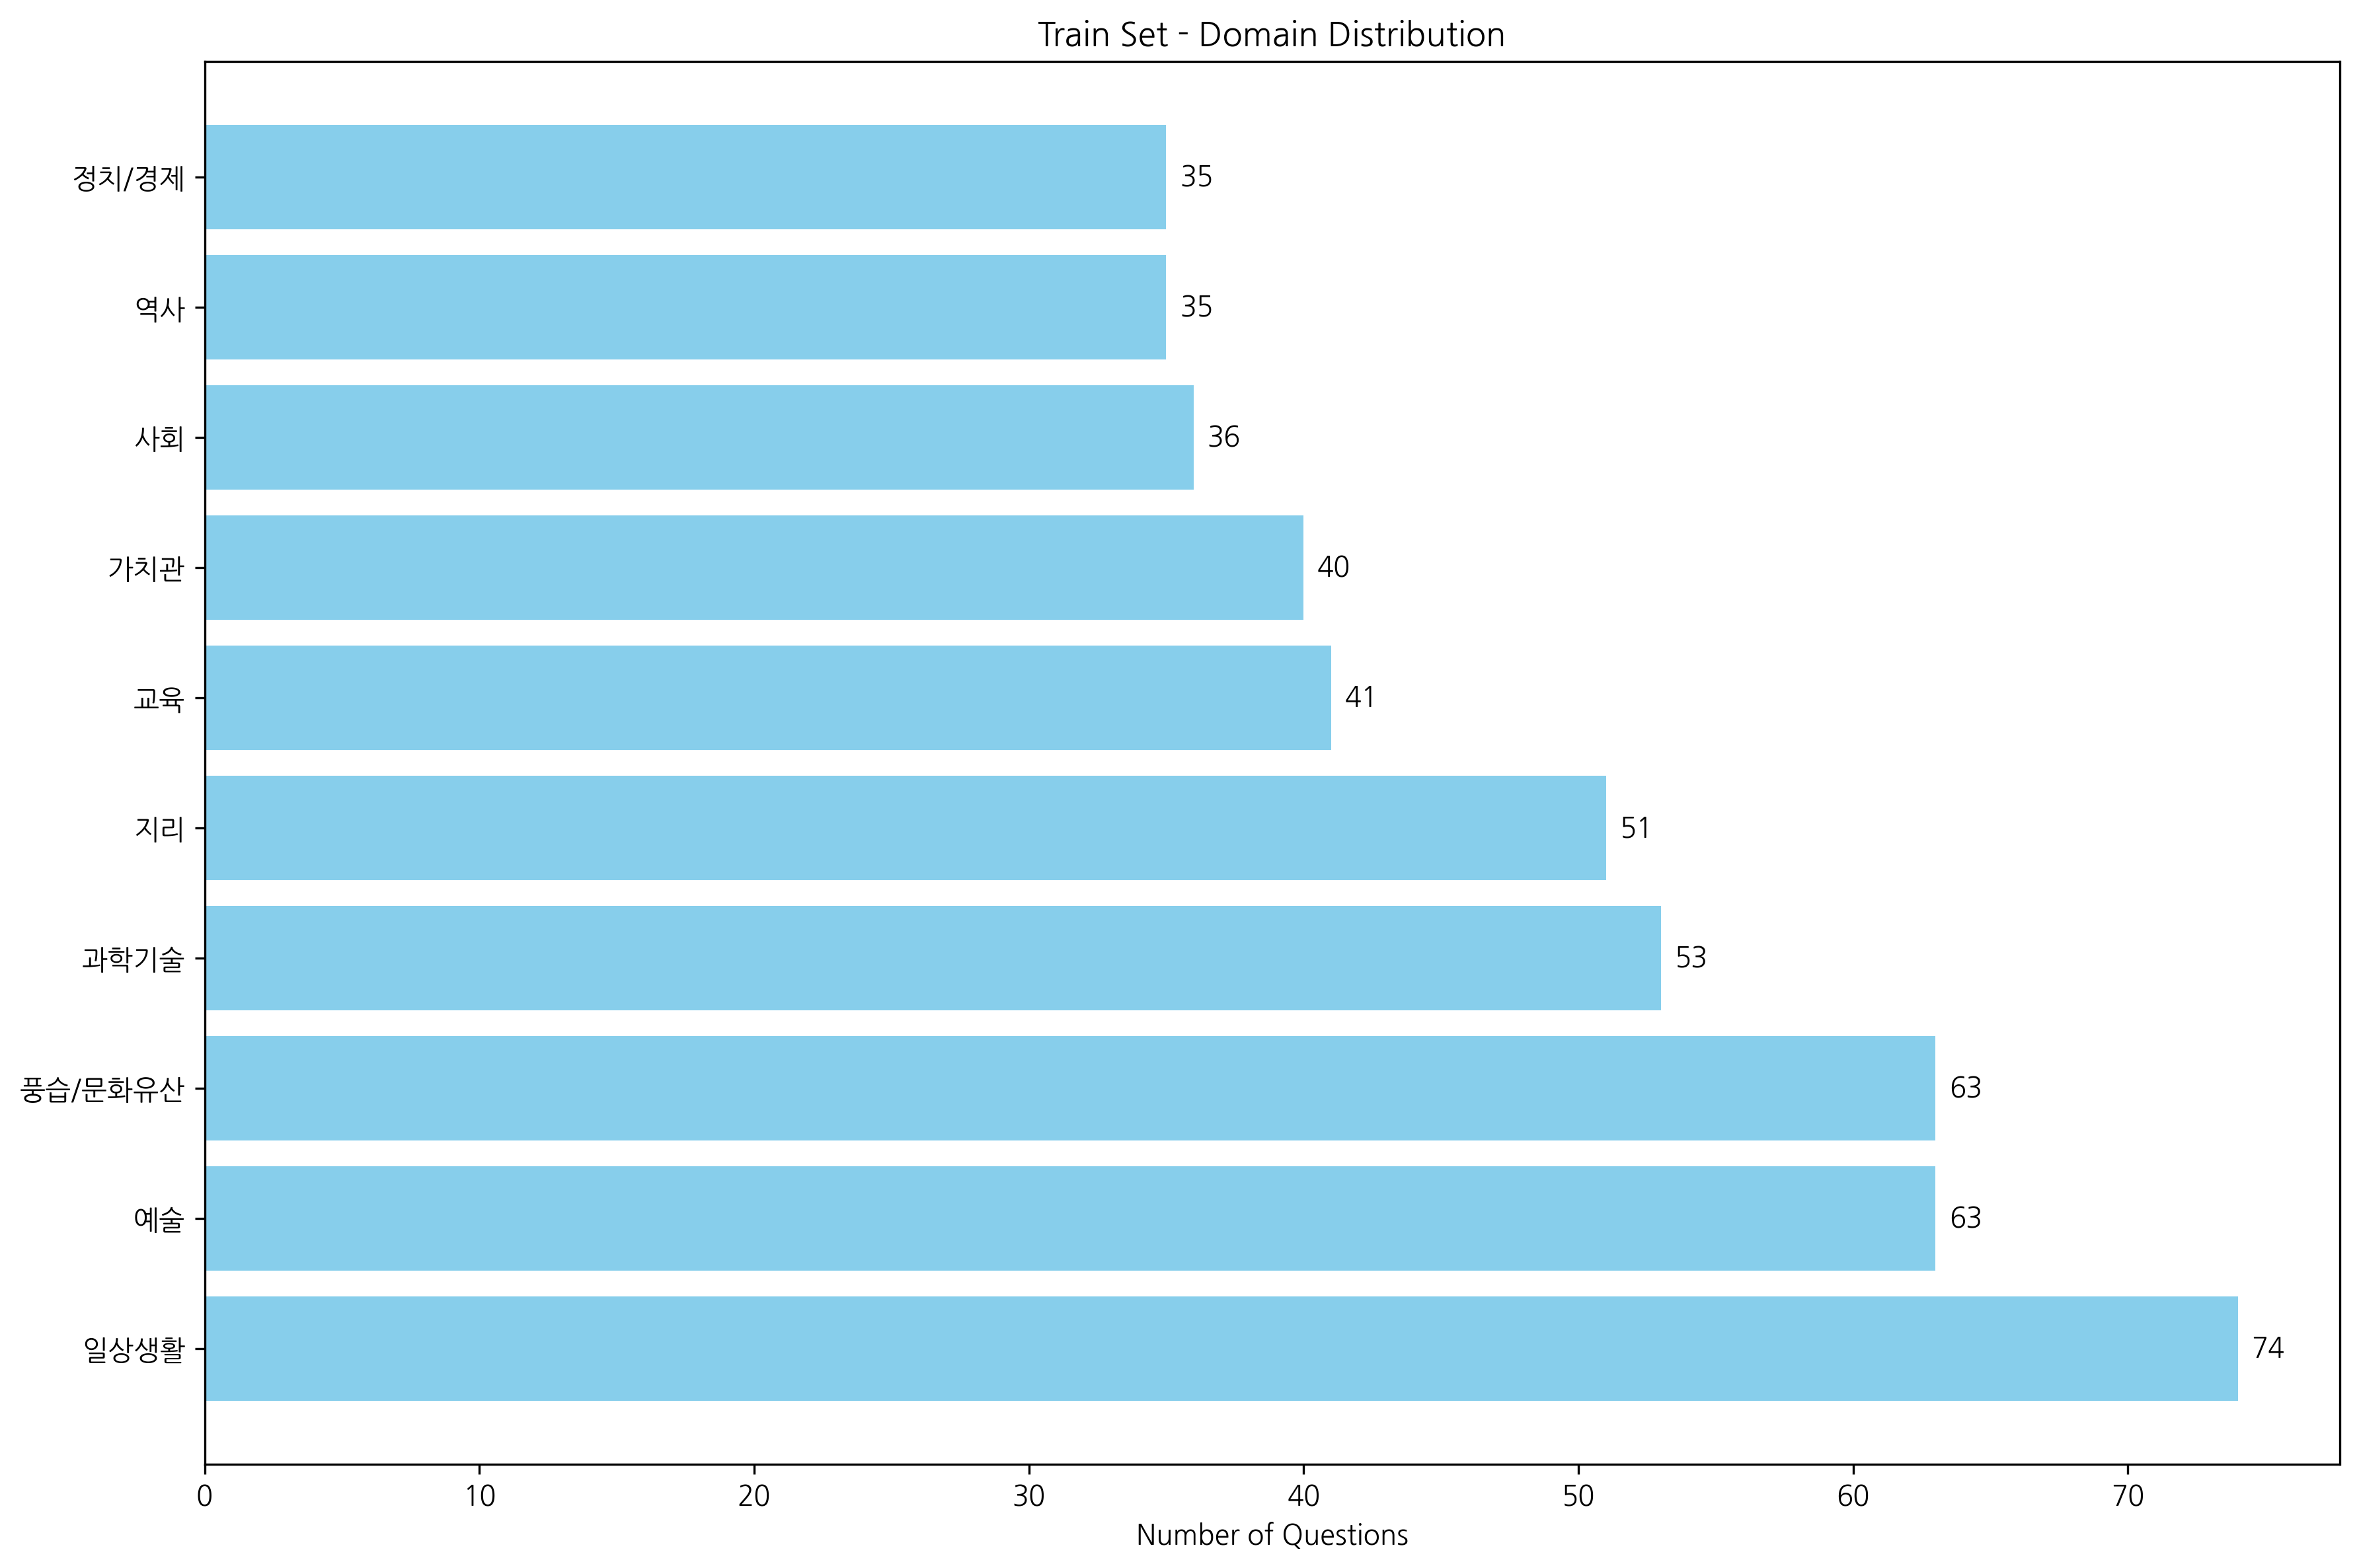 Train Set - Domain Distribution
정치/경제 35
역사 35
사회 36
가치관 40
교육 41
지리 51
과학기술 53
풍습/문화유산 63
예술 63
일상생활 74
0 10 20 30 40 50 60 70
Number of Questions